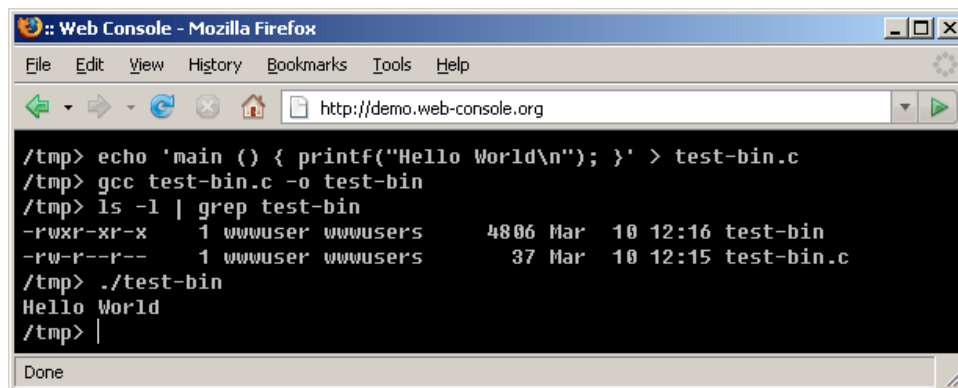 :: Web Console - Mozilla Firefox
File Edit View History Bookmarks Tools Help
http://demo.web-console.org
/tmp> echo 'main () { printf("Hello World\n"); }' > test-bin.c
/tmp> gcc test-bin.c -o test-bin
/tmp> ls -l | grep test-bin
-rwxr-xr-x    1 wwwuser wwwusers     4806 Mar  10 12:16 test-bin
-rw-r--r--    1 wwwuser wwwusers       37 Mar  10 12:15 test-bin.c
/tmp> ./test-bin
Hello World
/tmp>
Done